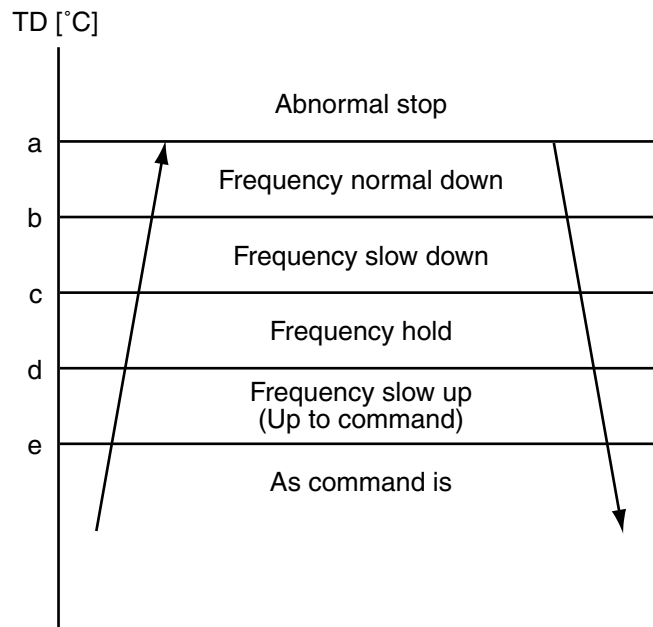 TD [˚C]
Abnormal stop
a
Frequency normal down
b
Frequency slow down
c
Frequency hold
d
Frequency slow up
(Up to command)
e
As command is